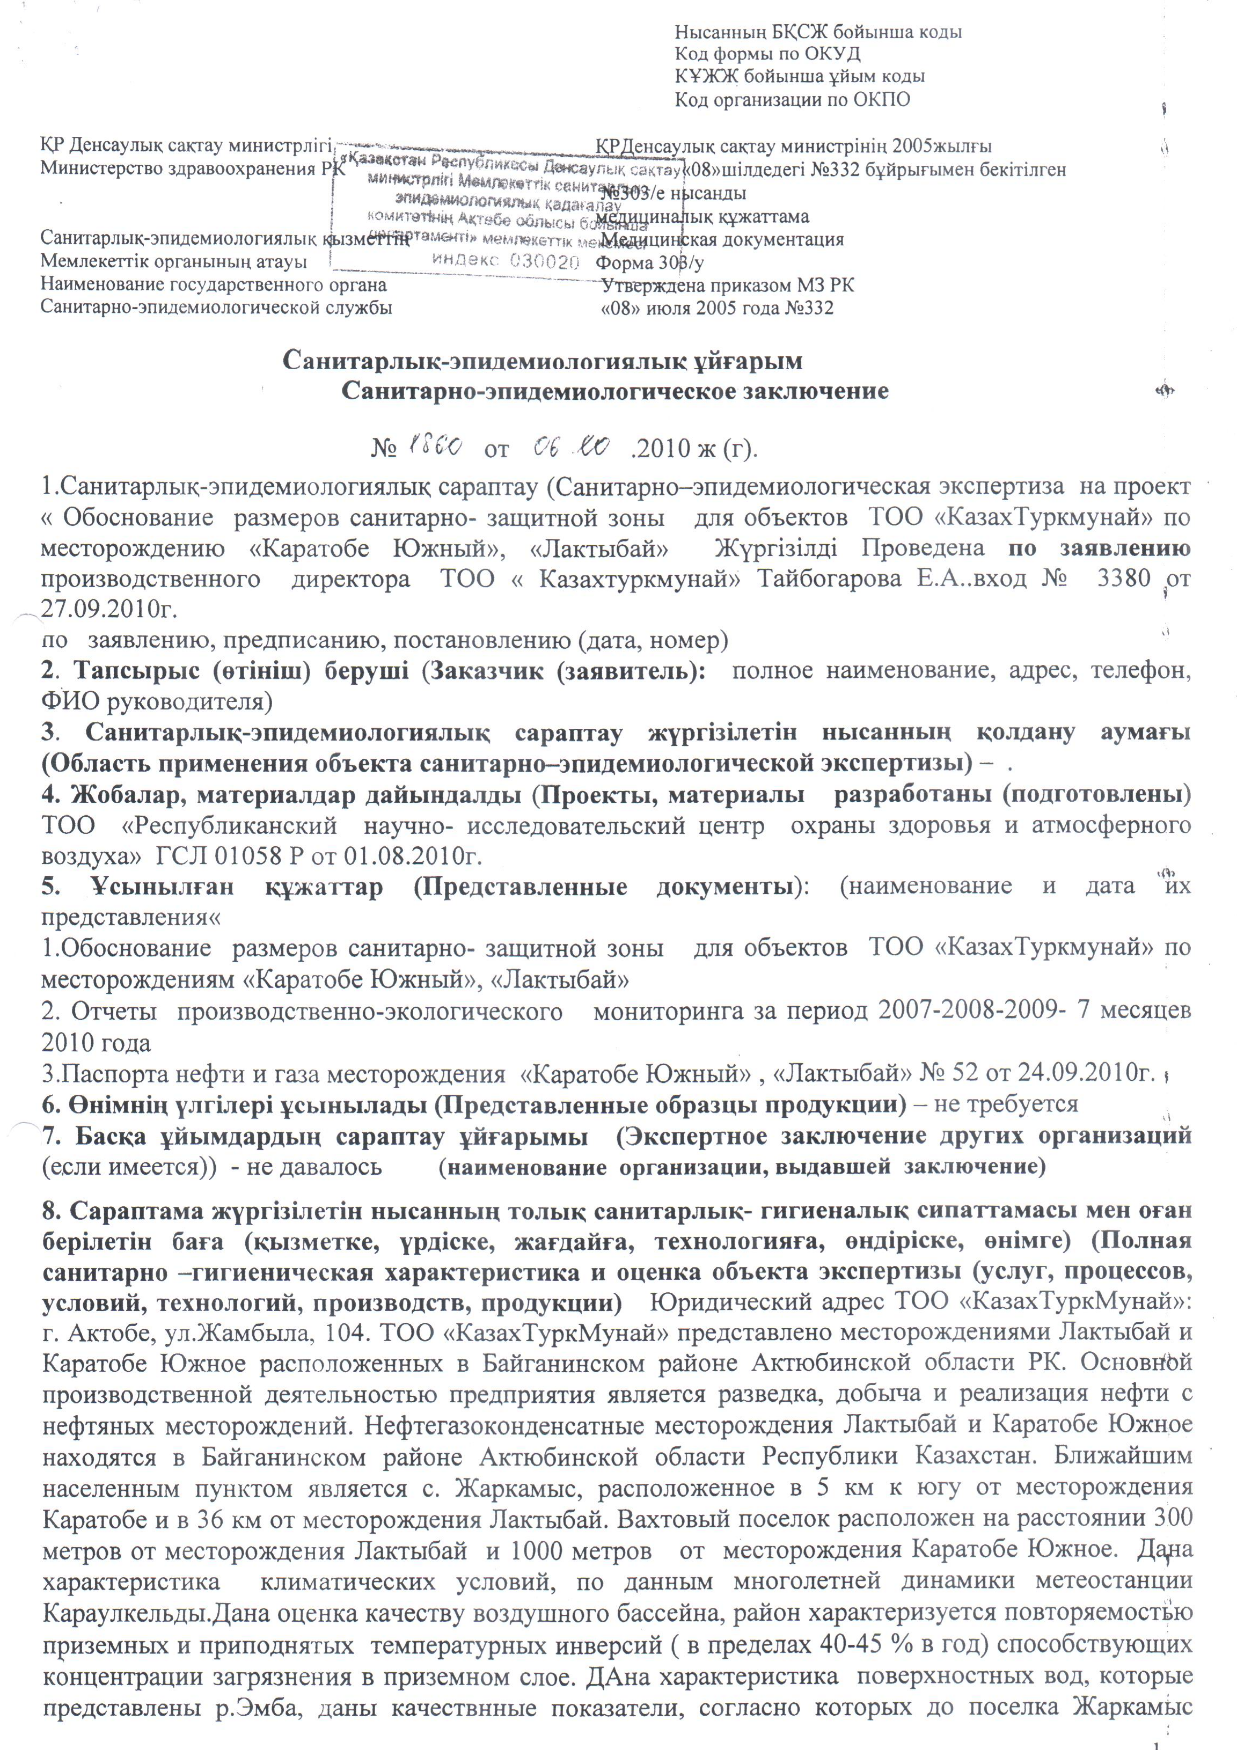 Нысанның БҚСЖ бойынша коды
Код формы по ОКУД
КҰЖЖ бойынша ұйым коды
Код организации по ОКПО
ҚР Денсаулық сақтау министрлігі
Министерство здравоохранения РК
Санитарлық-эпидемиологиялық қызметтің
Мемлекеттік органының атауы
Наименование государственного органа
Санитарно-эпидемиологической службы
«Қазақстан Республикасы Денсаулық сақтау
министрлігі Мемлекеттік санитарлық
эпидемиологиялық қадағалау
комитетінің Ақтөбе облысы бойынша
департаменті» мемлекеттік мекемесі
индекс 030020
ҚРДенсаулық сақтау министрінің 2005жылғы
«08»шілдедегі №332 бұйрығымен бекітілген
№303/е нысанды
медициналық құжаттама
Медицинская документация
Форма 303/у
Утверждена приказом МЗ РК
«08» июля 2005 года №332
Санитарлық-эпидемиологиялық ұйғарым
Санитарно-эпидемиологическое заключение
№ 1860 от 06 10 .2010 ж (г).
1.Санитарлық-эпидемиологиялық сараптау (Санитарно–эпидемиологическая экспертиза на проект
« Обоснование размеров санитарно- защитной зоны для объектов ТОО «КазахТуркмунай» по
месторождению «Каратобе Южный», «Лактыбай» Жүргізілді Проведена по заявлению
производственного директора ТОО « Казахтуркмунай» Тайбогарова Е.А..вход № 3380 от
27.09.2010г.
по заявлению, предписанию, постановлению (дата, номер)
2. Тапсырыс (өтініш) беруші (Заказчик (заявитель): полное наименование, адрес, телефон,
ФИО руководителя)
3. Санитарлық-эпидемиологиялық сараптау жүргізілетін нысанның қолдану аумағы
(Область применения объекта санитарно–эпидемиологической экспертизы) – .
4. Жобалар, материалдар дайындалды (Проекты, материалы разработаны (подготовлены)
ТОО «Республиканский научно- исследовательский центр охраны здоровья и атмосферного
воздуха» ГСЛ 01058 Р от 01.08.2010г.
5. Ұсынылған құжаттар (Представленные документы): (наименование и дата их
представления«
1.Обоснование размеров санитарно- защитной зоны для объектов ТОО «КазахТуркмунай» по
месторождениям «Каратобе Южный», «Лактыбай»
2. Отчеты производственно-экологического мониторинга за период 2007-2008-2009- 7 месяцев
2010 года
3.Паспорта нефти и газа месторождения «Каратобе Южный» , «Лактыбай» № 52 от 24.09.2010г.
6. Өнімнің үлгілері ұсынылады (Представленные образцы продукции) – не требуется
7. Басқа ұйымдардың сараптау ұйғарымы (Экспертное заключение других организаций
(если имеется)) - не давалось (наименование организации, выдавшей заключение)
8. Сараптама жүргізілетін нысанның толық санитарлық- гигиеналық сипаттамасы мен оған
берілетін баға (қызметке, үрдіске, жағдайға, технологияға, өндіріске, өнімге) (Полная
санитарно –гигиеническая характеристика и оценка объекта экспертизы (услуг, процессов,
условий, технологий, производств, продукции) Юридический адрес ТОО «КазахТуркМунай»:
г. Актобе, ул.Жамбыла, 104. ТОО «КазахТуркМунай» представлено месторождениями Лактыбай и
Каратобе Южное расположенных в Байганинском районе Актюбинской области РК. Основной
производственной деятельностью предприятия является разведка, добыча и реализация нефти с
нефтяных месторождений. Нефтегазоконденсатные месторождения Лактыбай и Каратобе Южное
находятся в Байганинском районе Актюбинской области Республики Казахстан. Ближайшим
населенным пунктом является с. Жаркамыс, расположенное в 5 км к югу от месторождения
Каратобе и в 36 км от месторождения Лактыбай. Вахтовый поселок расположен на расстоянии 300
метров от месторождения Лактыбай и 1000 метров от месторождения Каратобе Южное. Дана
характеристика климатических условий, по данным многолетней динамики метеостанции
Караулкельды.Дана оценка качеству воздушного бассейна, район характеризуется повторяемостью
приземных и приподнятых температурных инверсий ( в пределах 40-45 % в год) способствующих
концентрации загрязнения в приземном слое. ДАна характеристика поверхностных вод, которые
представлены р.Эмба, даны качествнные показатели, согласно которых до поселка Жаркамыс
1